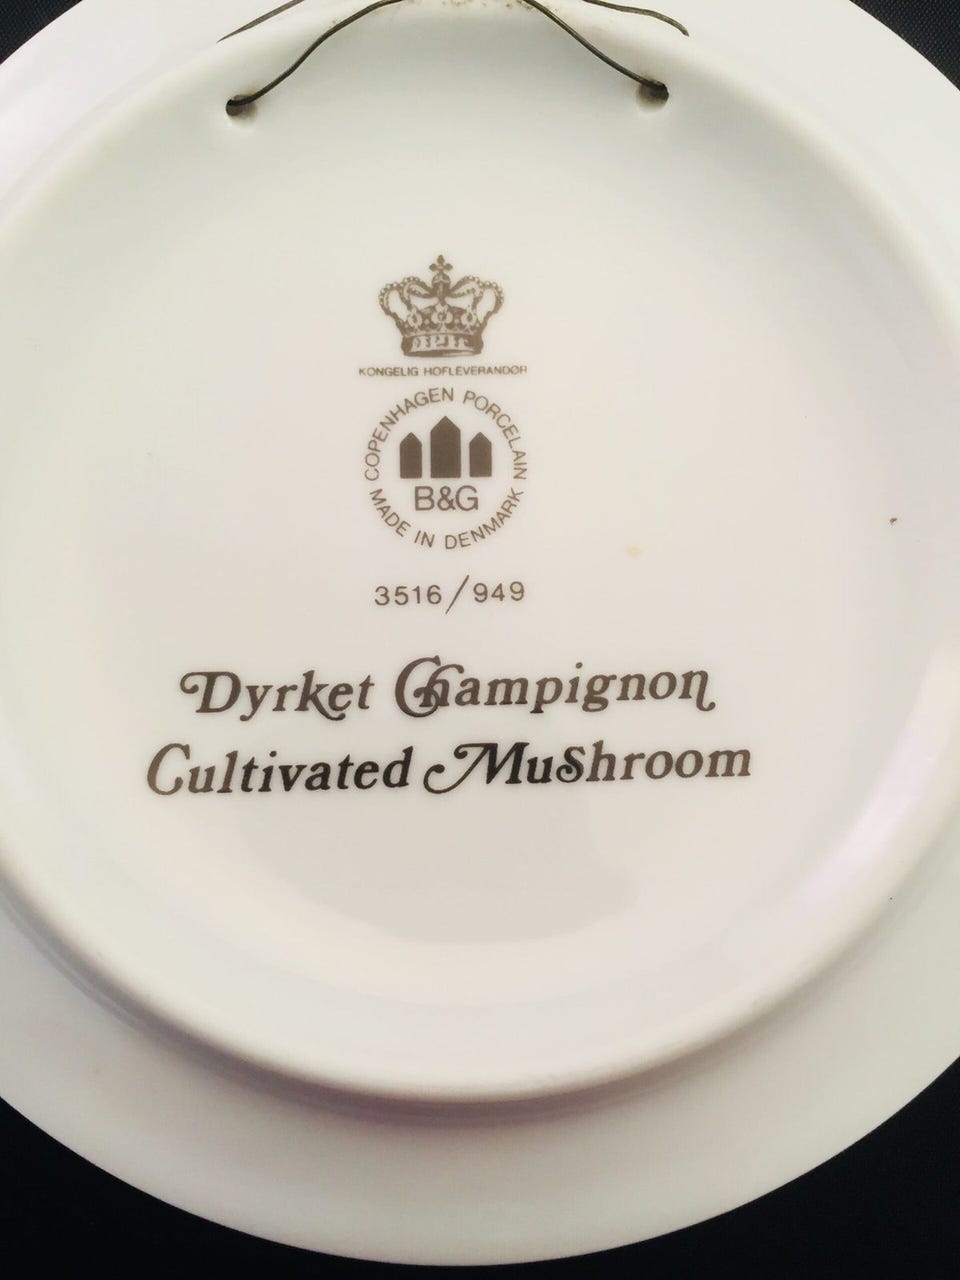 KONGELIG HOFLEVERANDØR
COPENHAGEN PORCELAIN
B&G
MADE IN DENMARK
3516/949
Dyrket Champignon
Cultivated Mushroom